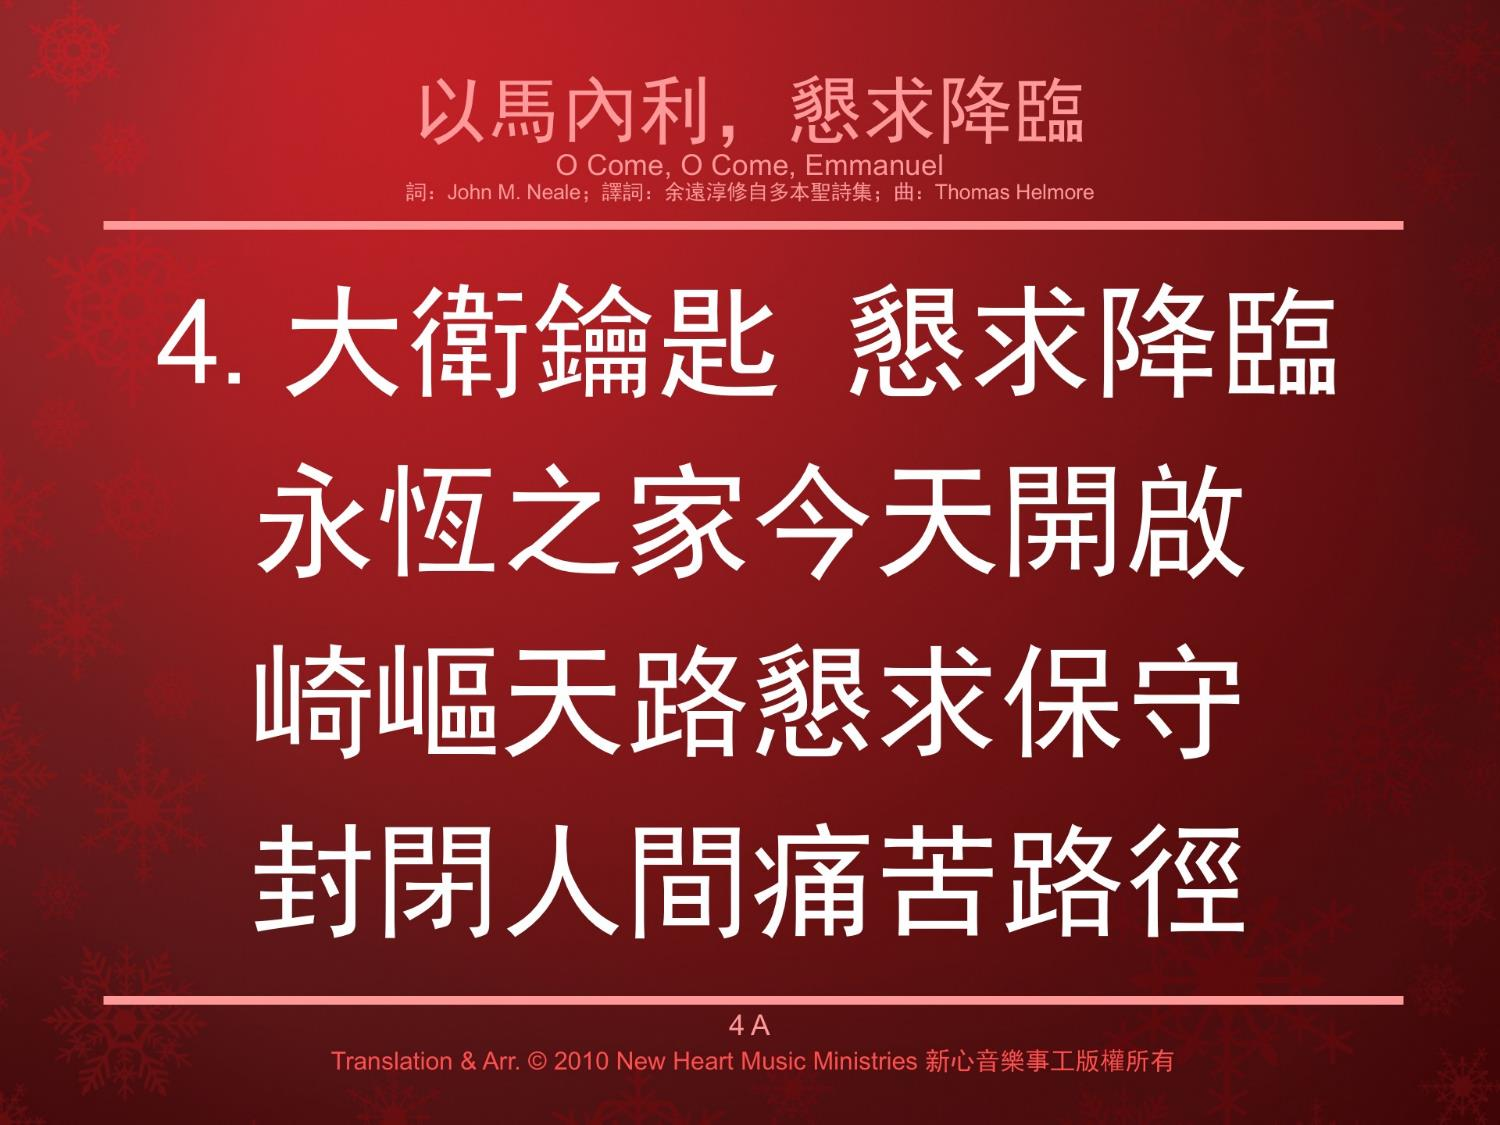 以馬內利，懇求降臨
O Come, O Come, Emmanuel
詞：John M. Neale；譯詞：余遠淳修自多本聖詩集；曲：Thomas Helmore
4. 大衛鑰匙 懇求降臨
永恆之家今天開啟
崎嶇天路懇求保守
封閉人間痛苦路徑
4 A
Translation & Arr. © 2010 New Heart Music Ministries 新心音樂事工版權所有